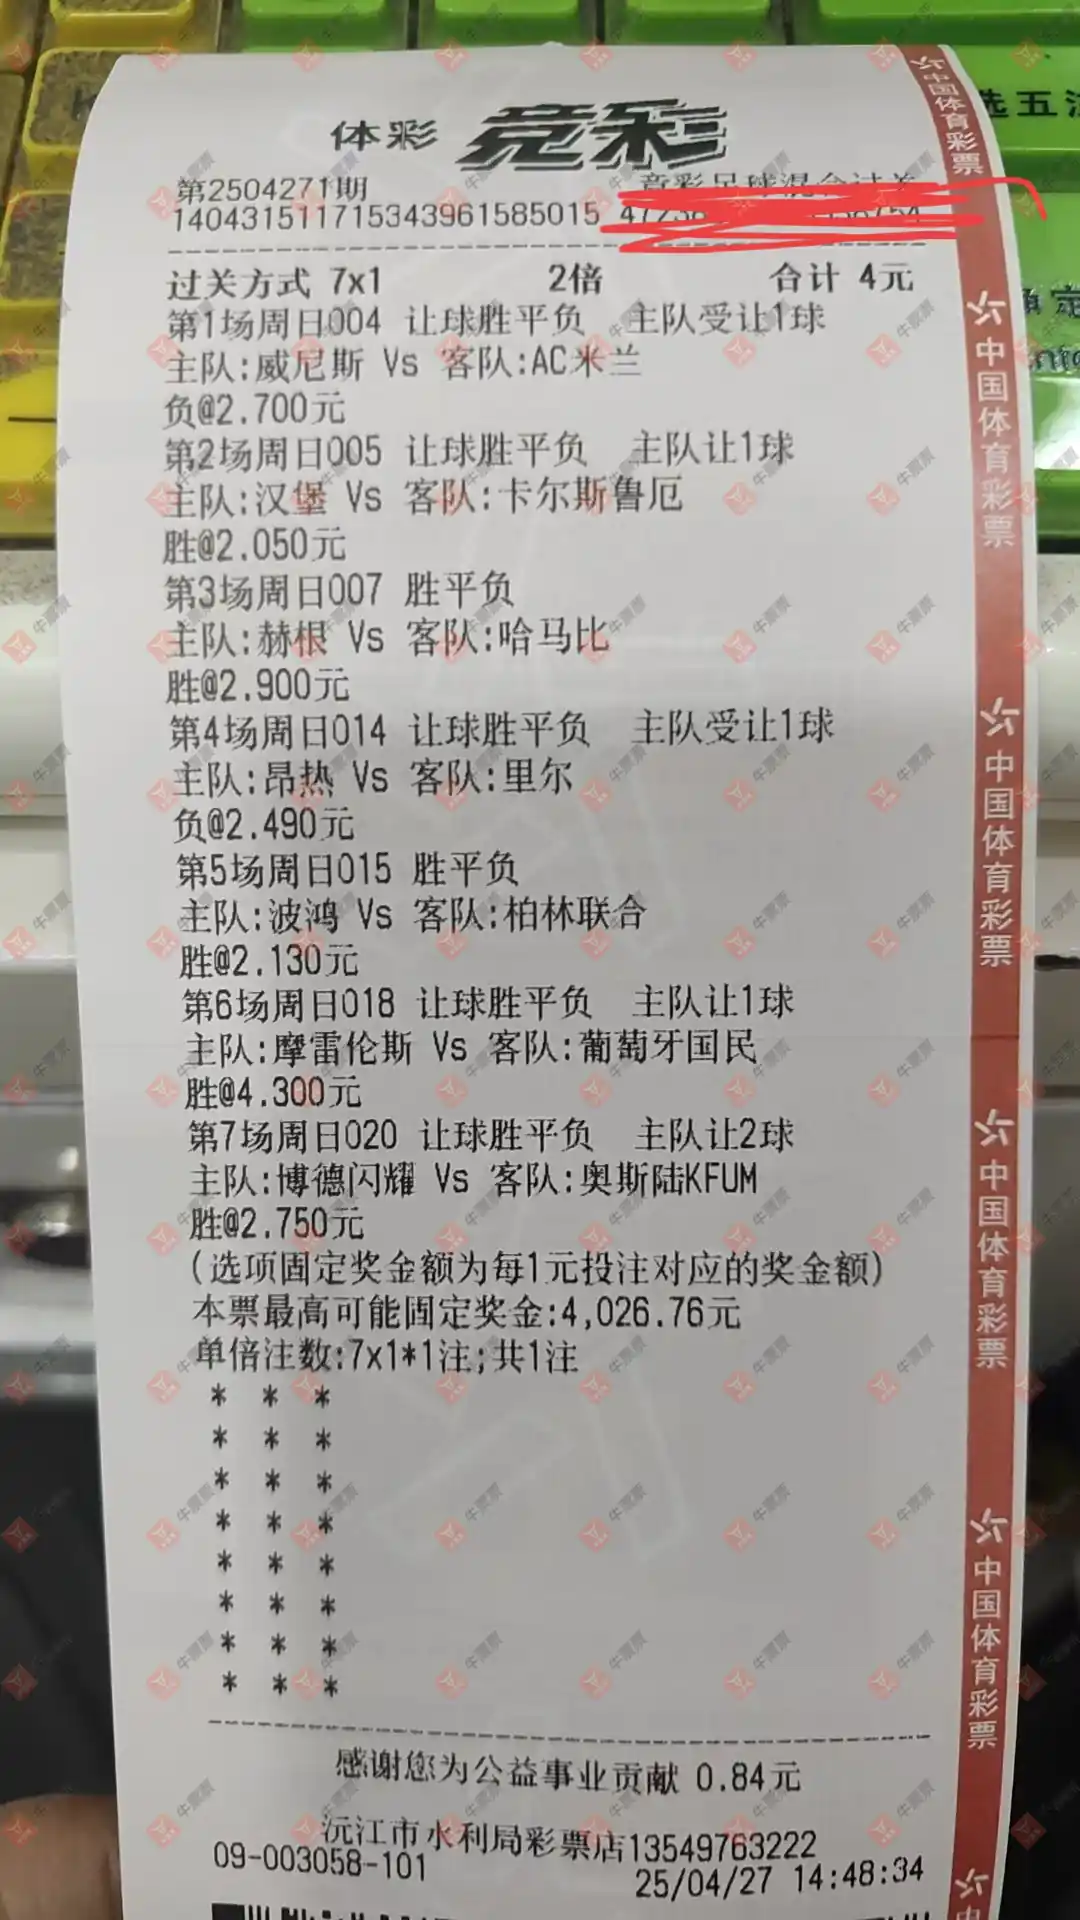 体彩 竞彩
第2504271期 竞彩足球混合过关
140431511715343961585015
过关方式 7x1 2倍 合计 4元
第1场周日004 让球胜平负 主队受让1球
主队:威尼斯 Vs 客队:AC米兰
负@2.700元
第2场周日005 让球胜平负 主队让1球
主队:汉堡 Vs 客队:卡尔斯鲁厄
胜@2.050元
第3场周日007 胜平负
主队:赫根 Vs 客队:哈马比
胜@2.900元
第4场周日014 让球胜平负 主队受让1球
主队:昂热 Vs 客队:里尔
负@2.490元
第5场周日015 胜平负
主队:波鸿 Vs 客队:柏林联合
胜@2.130元
第6场周日018 让球胜平负 主队让1球
主队:摩雷伦斯 Vs 客队:葡萄牙国民
胜@4.300元
第7场周日020 让球胜平负 主队让2球
主队:博德闪耀 Vs 客队:奥斯陆KFUM
胜@2.750元
(选项固定奖金额为每1元投注对应的奖金额)
本票最高可能固定奖金:4,026.76元
单倍注数:7x1*1注;共1注
* * *
* * *
* * *
* * *
* * *
* * *
* * *
* * *
感谢您为公益事业贡献 0.84元
沅江市水利局彩票店13549763222
09-003058-101 25/04/27 14:48:34
中国体育彩票
中国体育彩票
中国体育彩票
中国体育彩票
中国体育彩票
选五
牛票票